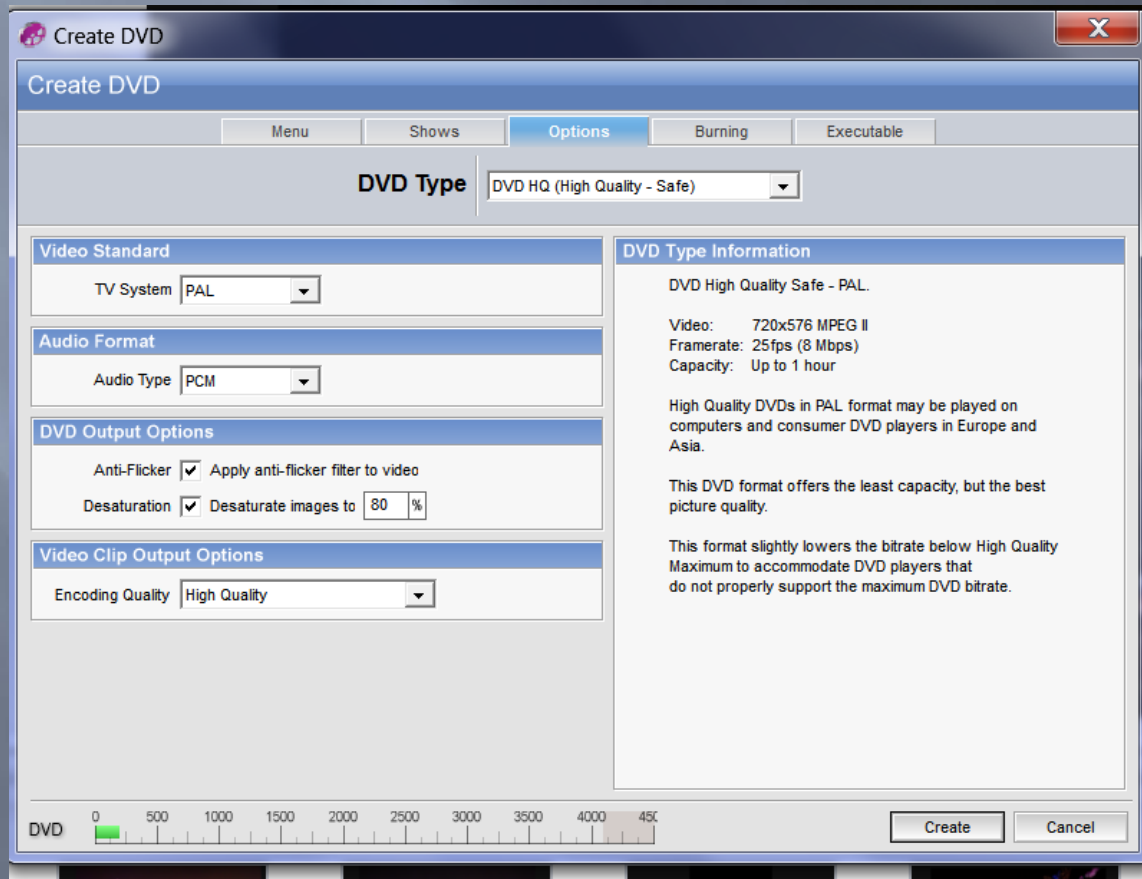 Create DVD
X
Create DVD
Menu Shows Options Burning Executable
DVD Type DVD HQ (High Quality - Safe)
Video Standard
TV System PAL
Audio Format
Audio Type PCM
DVD Output Options
Anti-Flicker Apply anti-flicker filter to video
Desaturation Desaturate images to 80 %
Video Clip Output Options
Encoding Quality High Quality
DVD Type Information
DVD High Quality Safe - PAL.
Video: 720x576 MPEG II
Framerate: 25fps (8 Mbps)
Capacity: Up to 1 hour
High Quality DVDs in PAL format may be played on
computers and consumer DVD players in Europe and
Asia.
This DVD format offers the least capacity, but the best
picture quality.
This format slightly lowers the bitrate below High Quality
Maximum to accommodate DVD players that
do not properly support the maximum DVD bitrate.
DVD 0 500 1000 1500 2000 2500 3000 3500 4000 450
Create Cancel